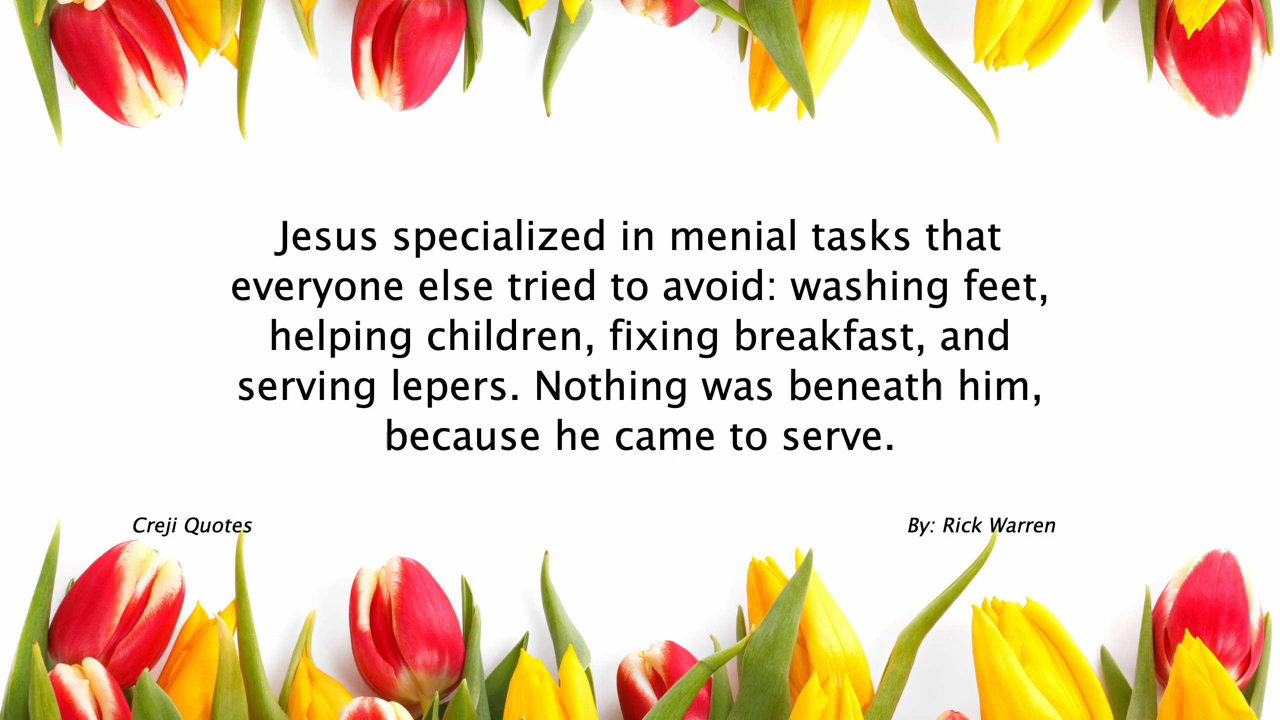 Jesus specialized in menial tasks that
everyone else tried to avoid: washing feet,
helping children, fixing breakfast, and
serving lepers. Nothing was beneath him,
because he came to serve.
Creji Quotes
By: Rick Warren